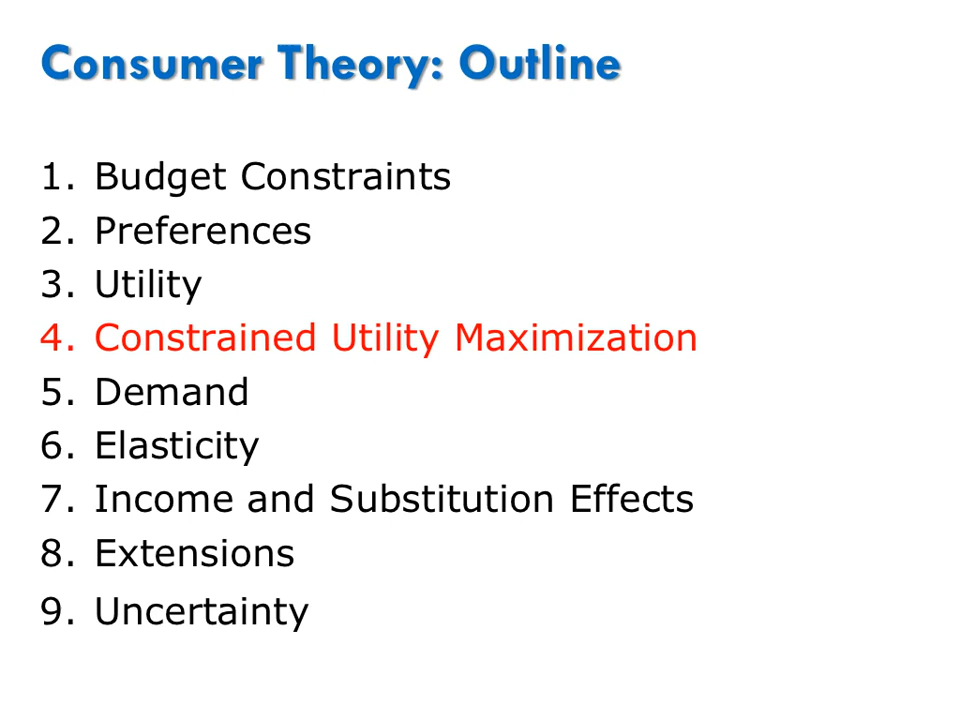 Consumer Theory: Outline
1. Budget Constraints
2. Preferences
3. Utility
4. Constrained Utility Maximization
5. Demand
6. Elasticity
7. Income and Substitution Effects
8. Extensions
9. Uncertainty